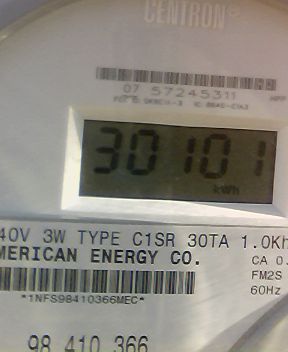 CENTRON®
07 57245311
30101
kWh
40V 3W TYPE C1SR 30TA 1.0Kh
MERICAN ENERGY CO.
CA 0.
FM2S
60Hz
*1NFS98410366MEC*
98 410 366